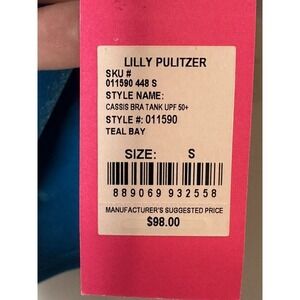 LILLY PULITZER
SKU #
011590 448 S
STYLE NAME:
CASSIS BRA TANK UPF 50+
STYLE #: 011590
TEAL BAY
SIZE: S
889069 932558
MANUFACTURER'S SUGGESTED PRICE
$98.00